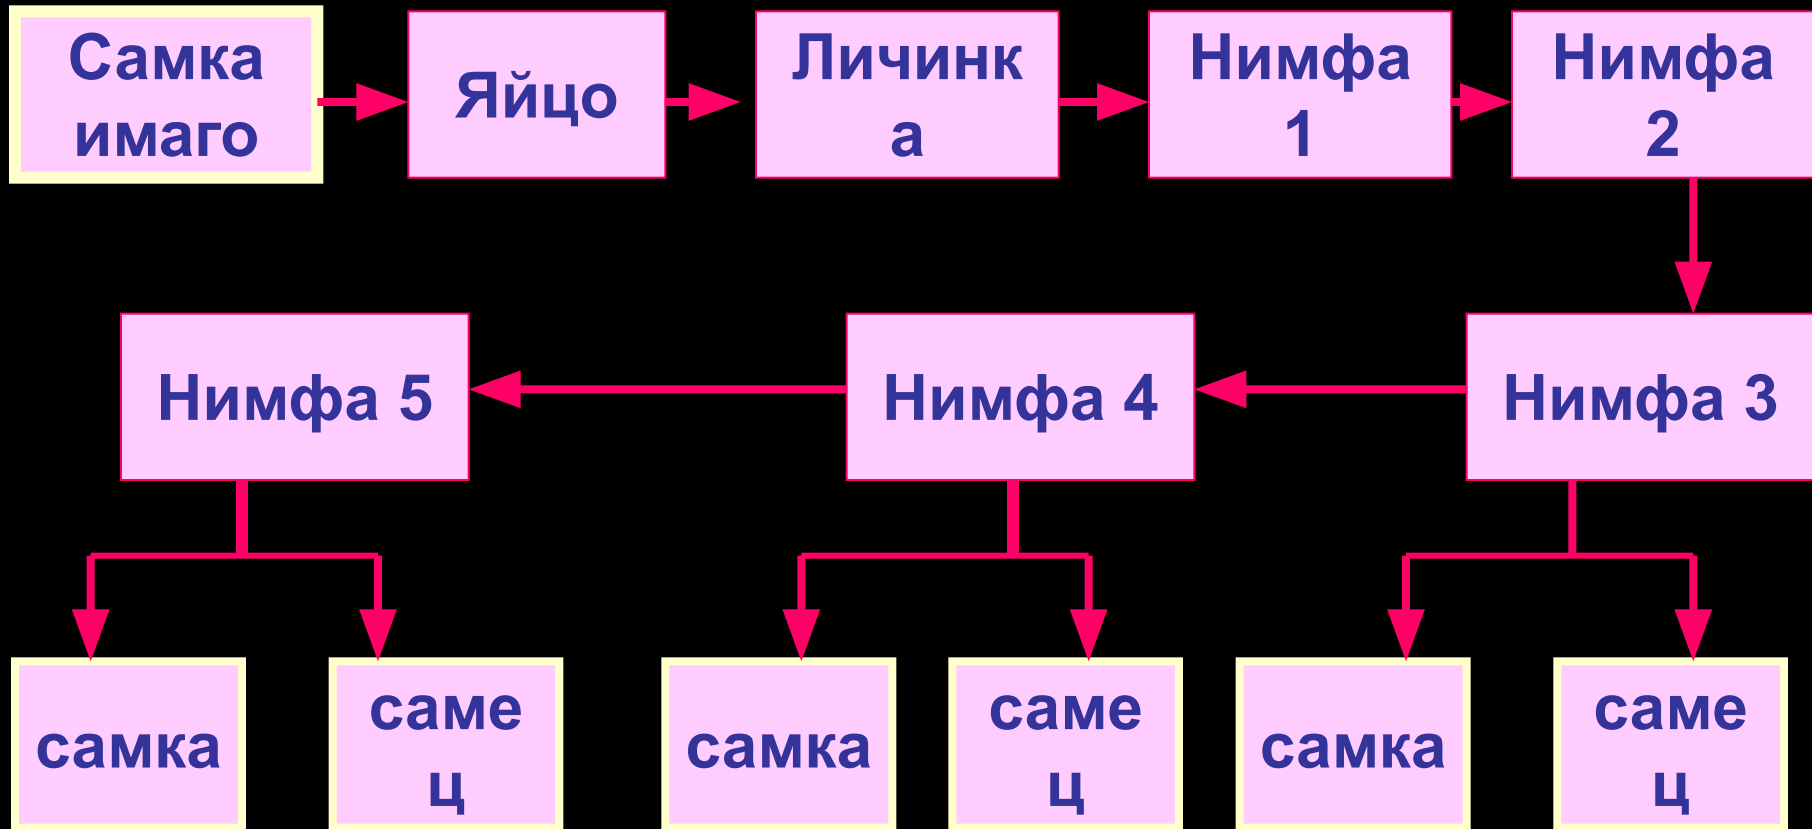 Самка
имаго
Яйцо
Личинк
а
Нимфа
1
Нимфа
2
Нимфа 5
Нимфа 4
Нимфа 3
самка
саме
ц
самка
саме
ц
самка
саме
ц